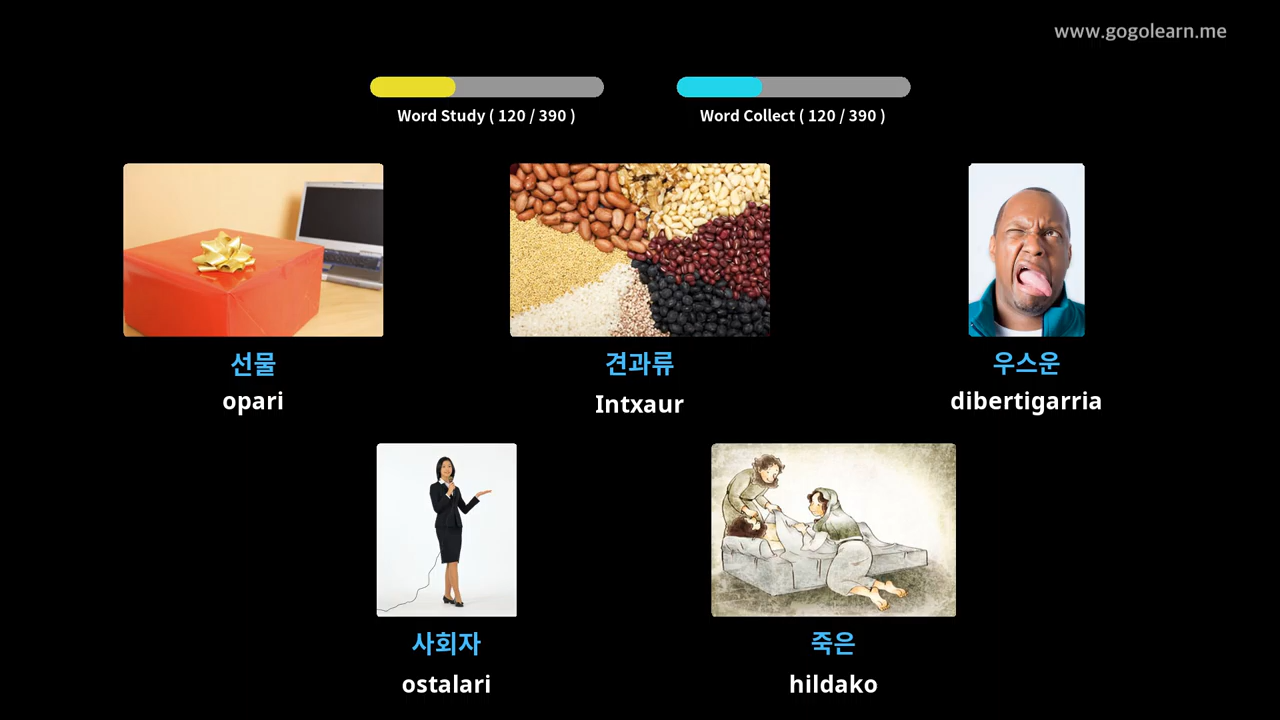 www.gogolearn.me
Word Study ( 120 / 390 )
Word Collect ( 120 / 390 )
선물
opari
견과류
Intxaur
우스운
dibertigarria
사회자
ostalari
죽은
hildako